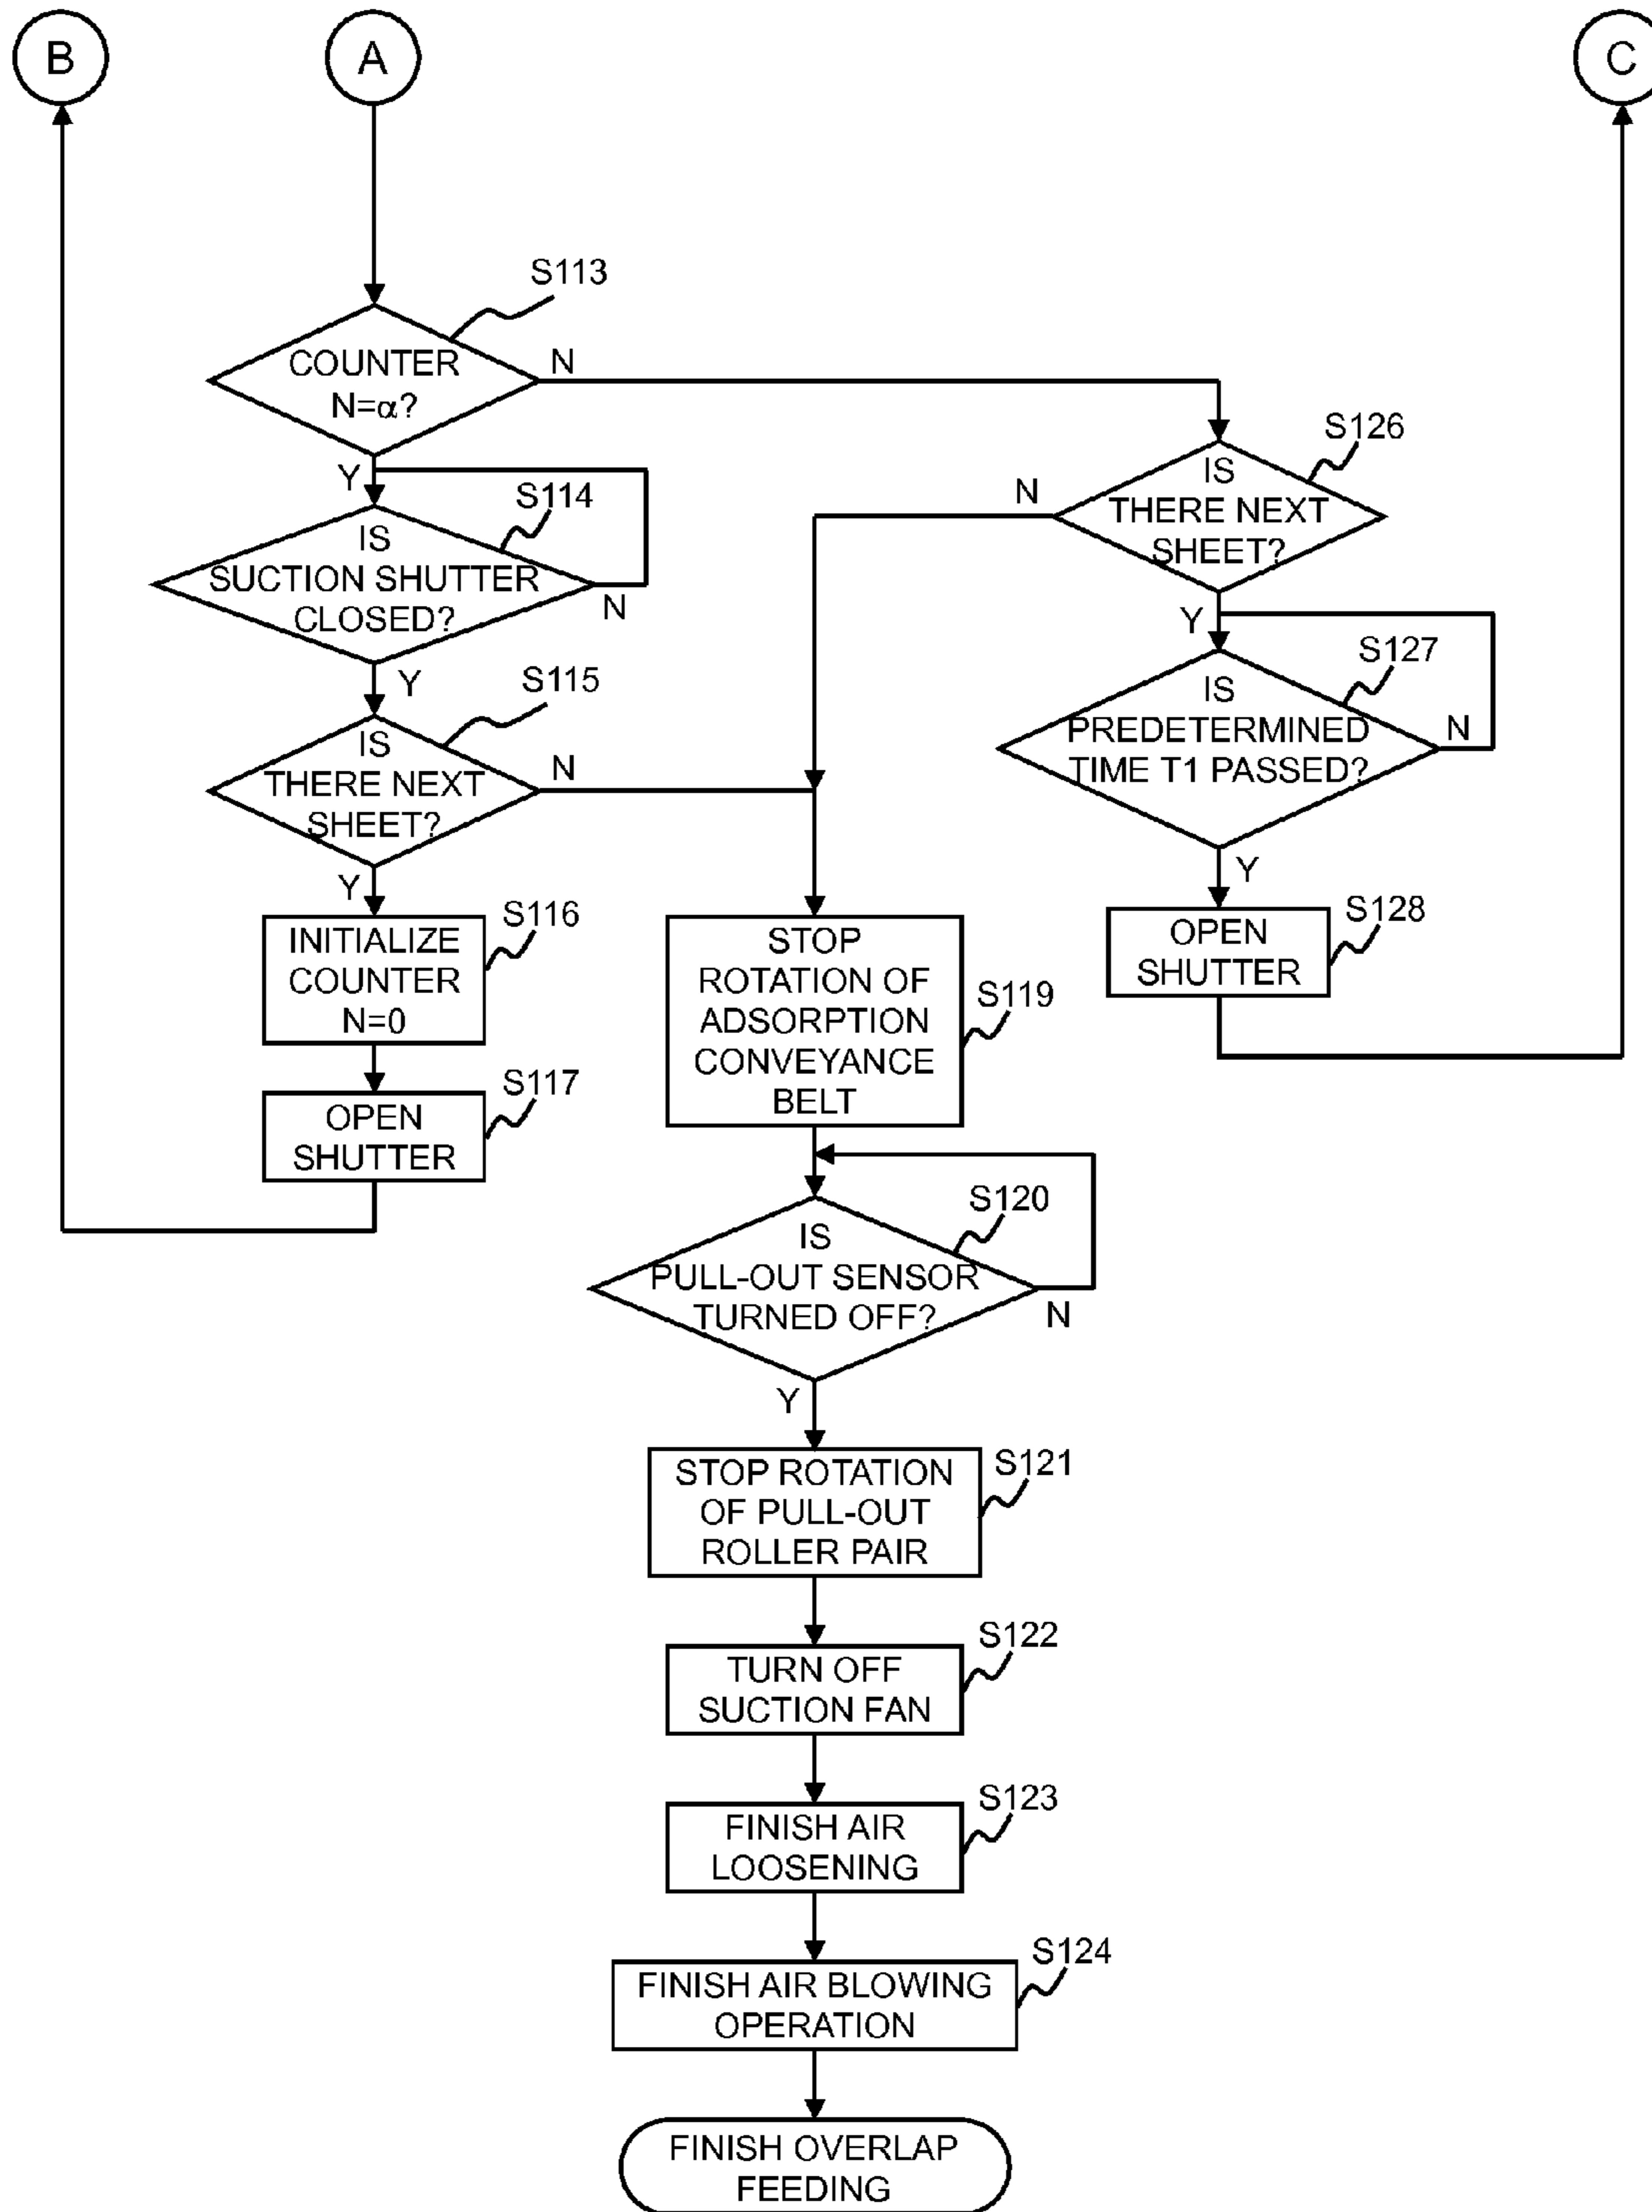 B
A
C
S113
COUNTER
N=α?
N
Y
S114
IS
SUCTION SHUTTER
CLOSED?
N
Y
S115
IS
THERE NEXT
SHEET?
N
Y
S116
INITIALIZE
COUNTER
N=0
S117
OPEN
SHUTTER
S126
IS
THERE NEXT
SHEET?
N
Y
S127
IS
PREDETERMINED
TIME T1 PASSED?
N
Y
S128
OPEN
SHUTTER
S119
STOP
ROTATION OF
ADSORPTION
CONVEYANCE
BELT
S120
IS
PULL-OUT SENSOR
TURNED OFF?
N
Y
S121
STOP ROTATION
OF PULL-OUT
ROLLER PAIR
S122
TURN OFF
SUCTION FAN
S123
FINISH AIR
LOOSENING
S124
FINISH AIR BLOWING
OPERATION
FINISH OVERLAP
FEEDING